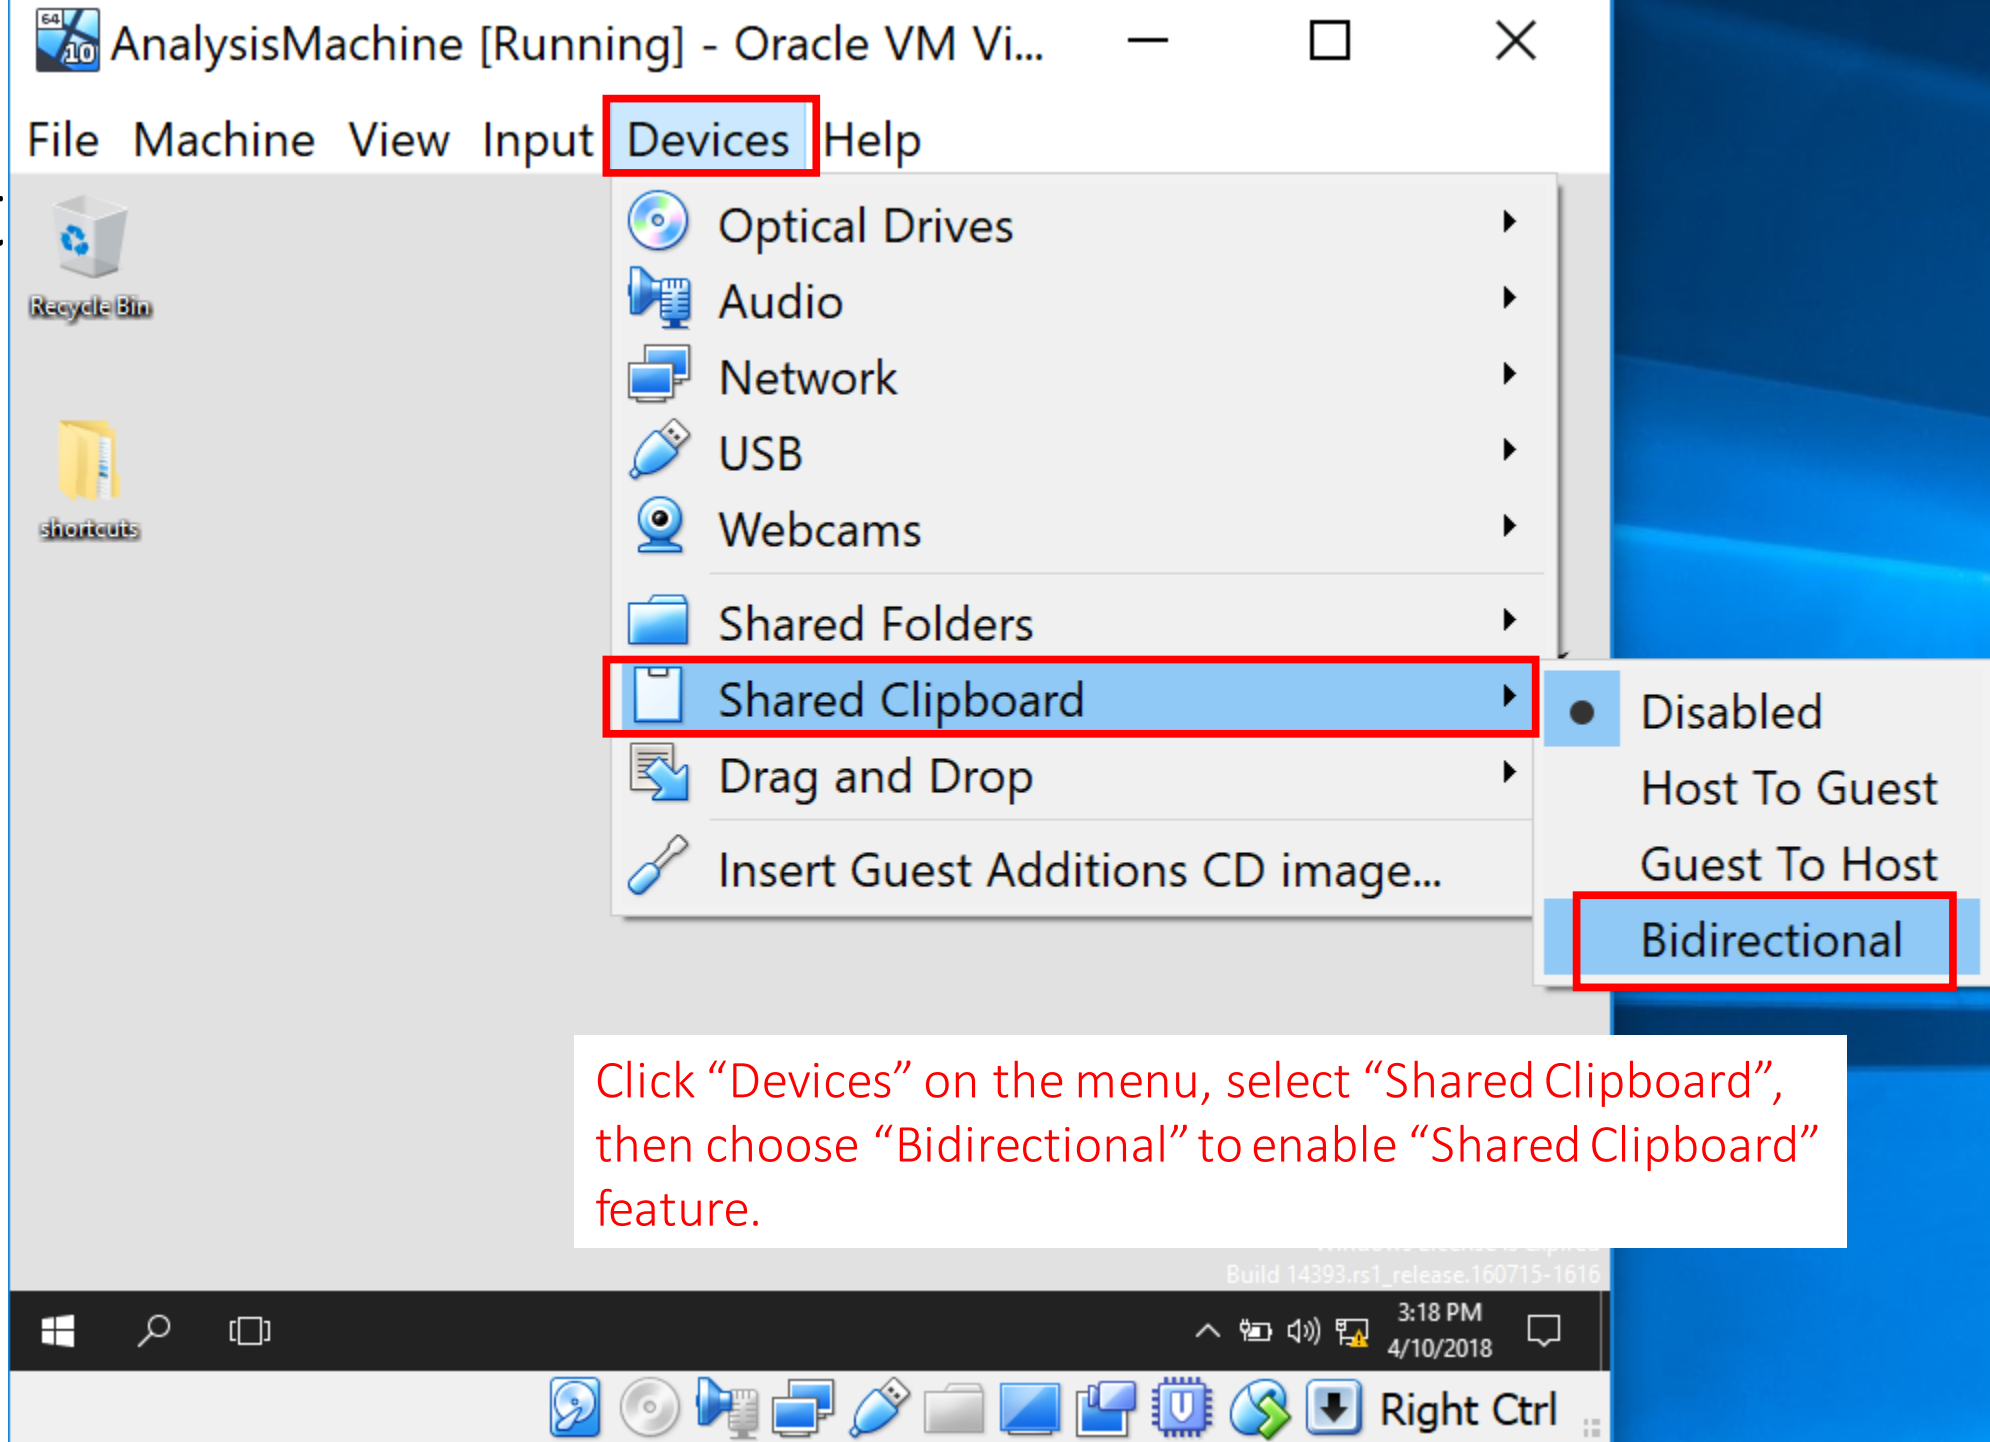 64
10
AnalysisMachine [Running] - Oracle VM Vi...
File Machine View Input Devices Help
Recycle Bin
shortcuts
Optical Drives
Audio
Network
USB
Webcams
Shared Folders
Shared Clipboard
Drag and Drop
Insert Guest Additions CD image...
Disabled
Host To Guest
Guest To Host
Bidirectional
Click “Devices” on the menu, select “Shared Clipboard”,
then choose “Bidirectional” to enable “Shared Clipboard”
feature.
Build 14393.rs1_release.160715-1616
3:18 PM
4/10/2018
Right Ctrl